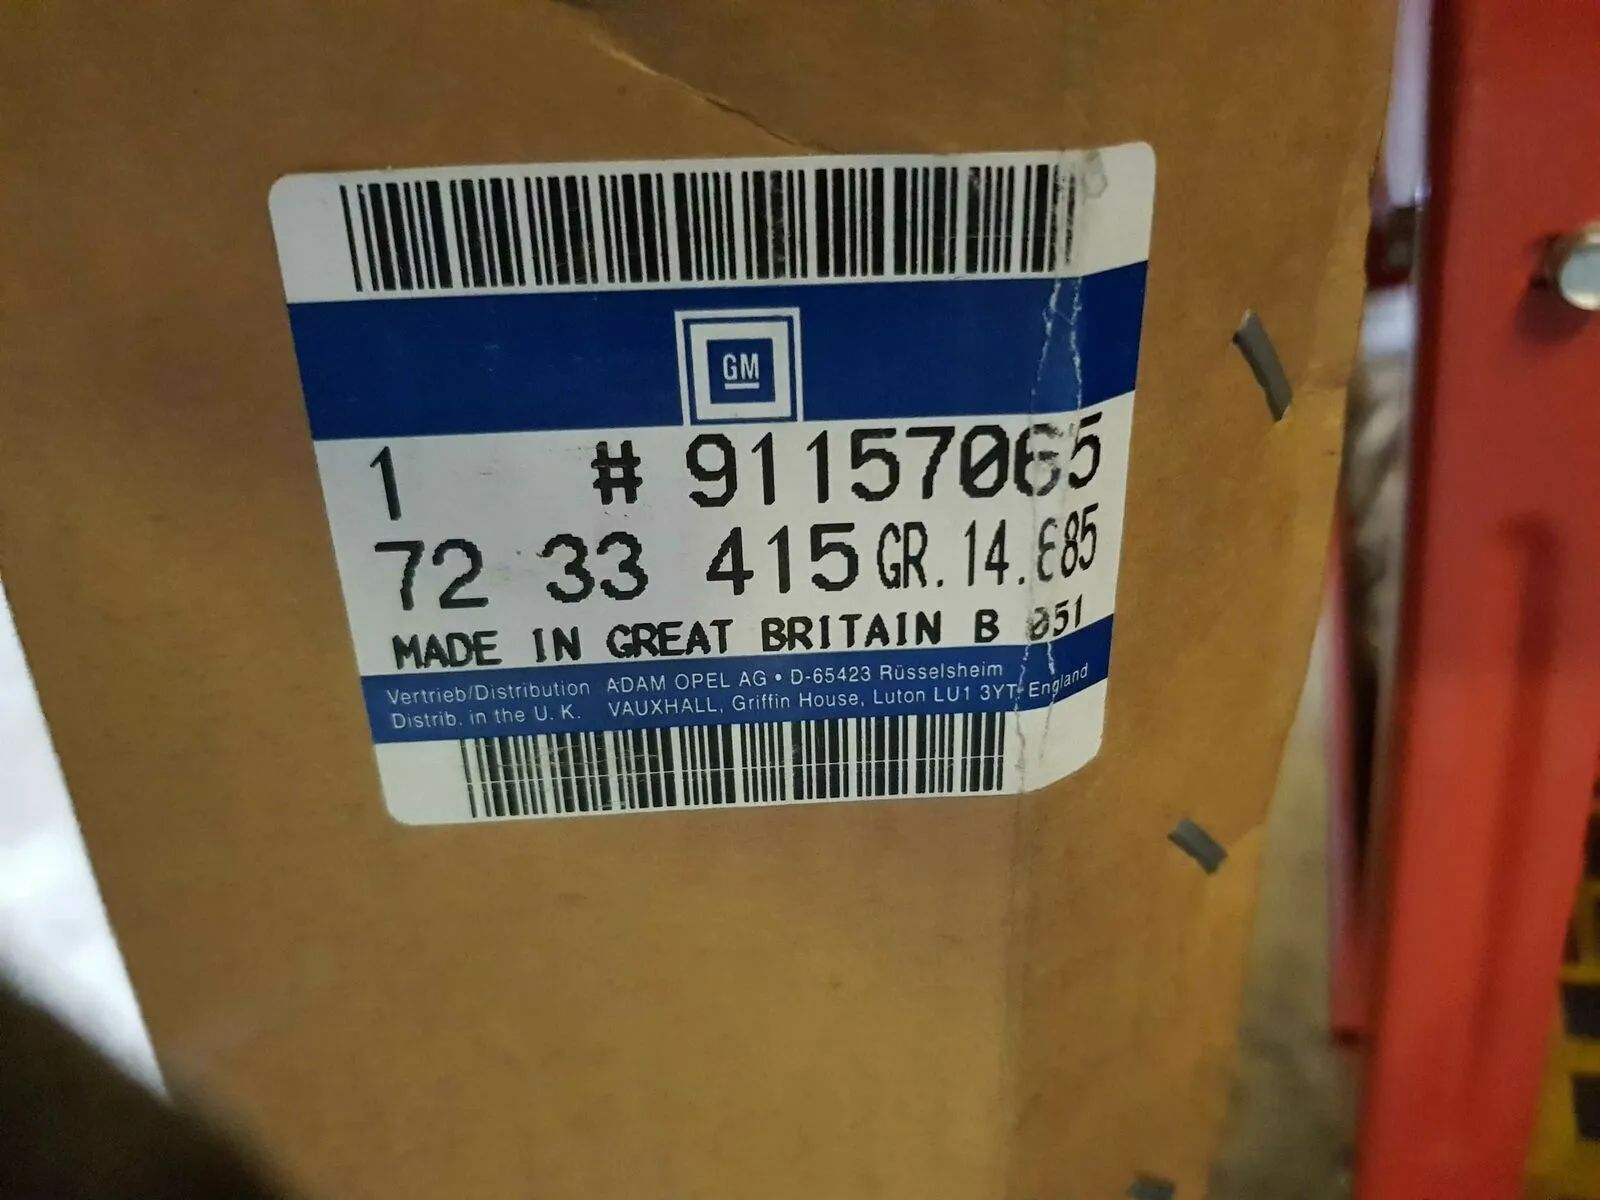 GM
1 # 91157065
72 33 415 GR. 14.685
MADE IN GREAT BRITAIN B 051
Vertrieb/Distribution ADAM OPEL AG • D-65423 Rüsselsheim
Distrib. in the U. K. VAUXHALL, Griffin House, Luton LU1 3YT, England